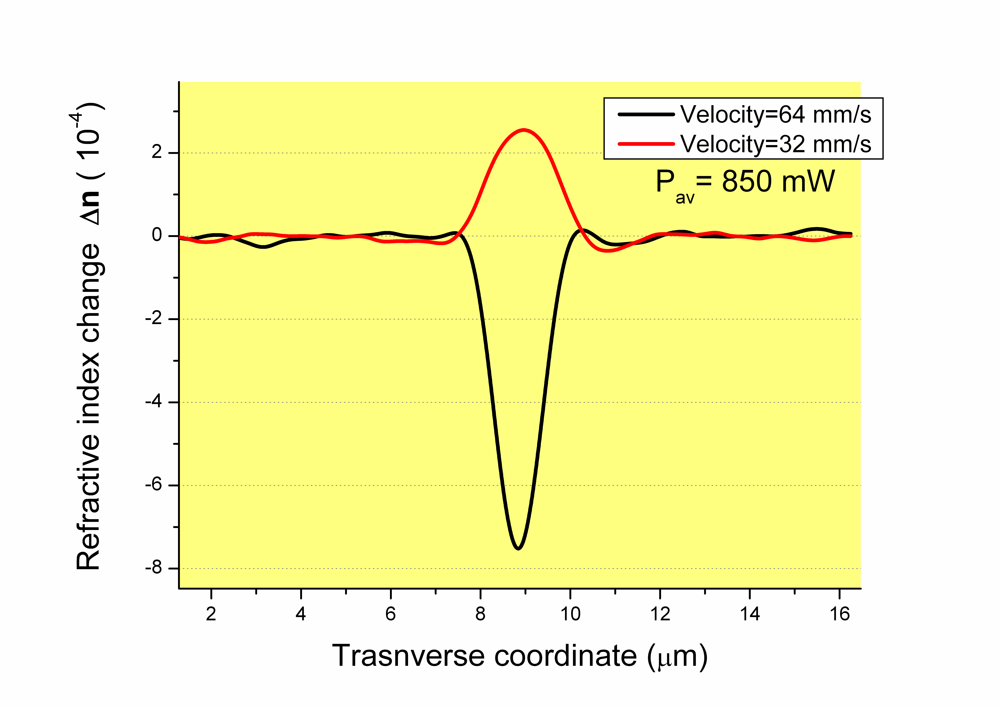 Refractive index change Δn ( 10⁻⁴)
Velocity=64 mm/s
Velocity=32 mm/s
P_av= 850 mW
2
0
-2
-4
-6
-8
2 4 6 8 10 12 14 16
Trasnverse coordinate (μm)